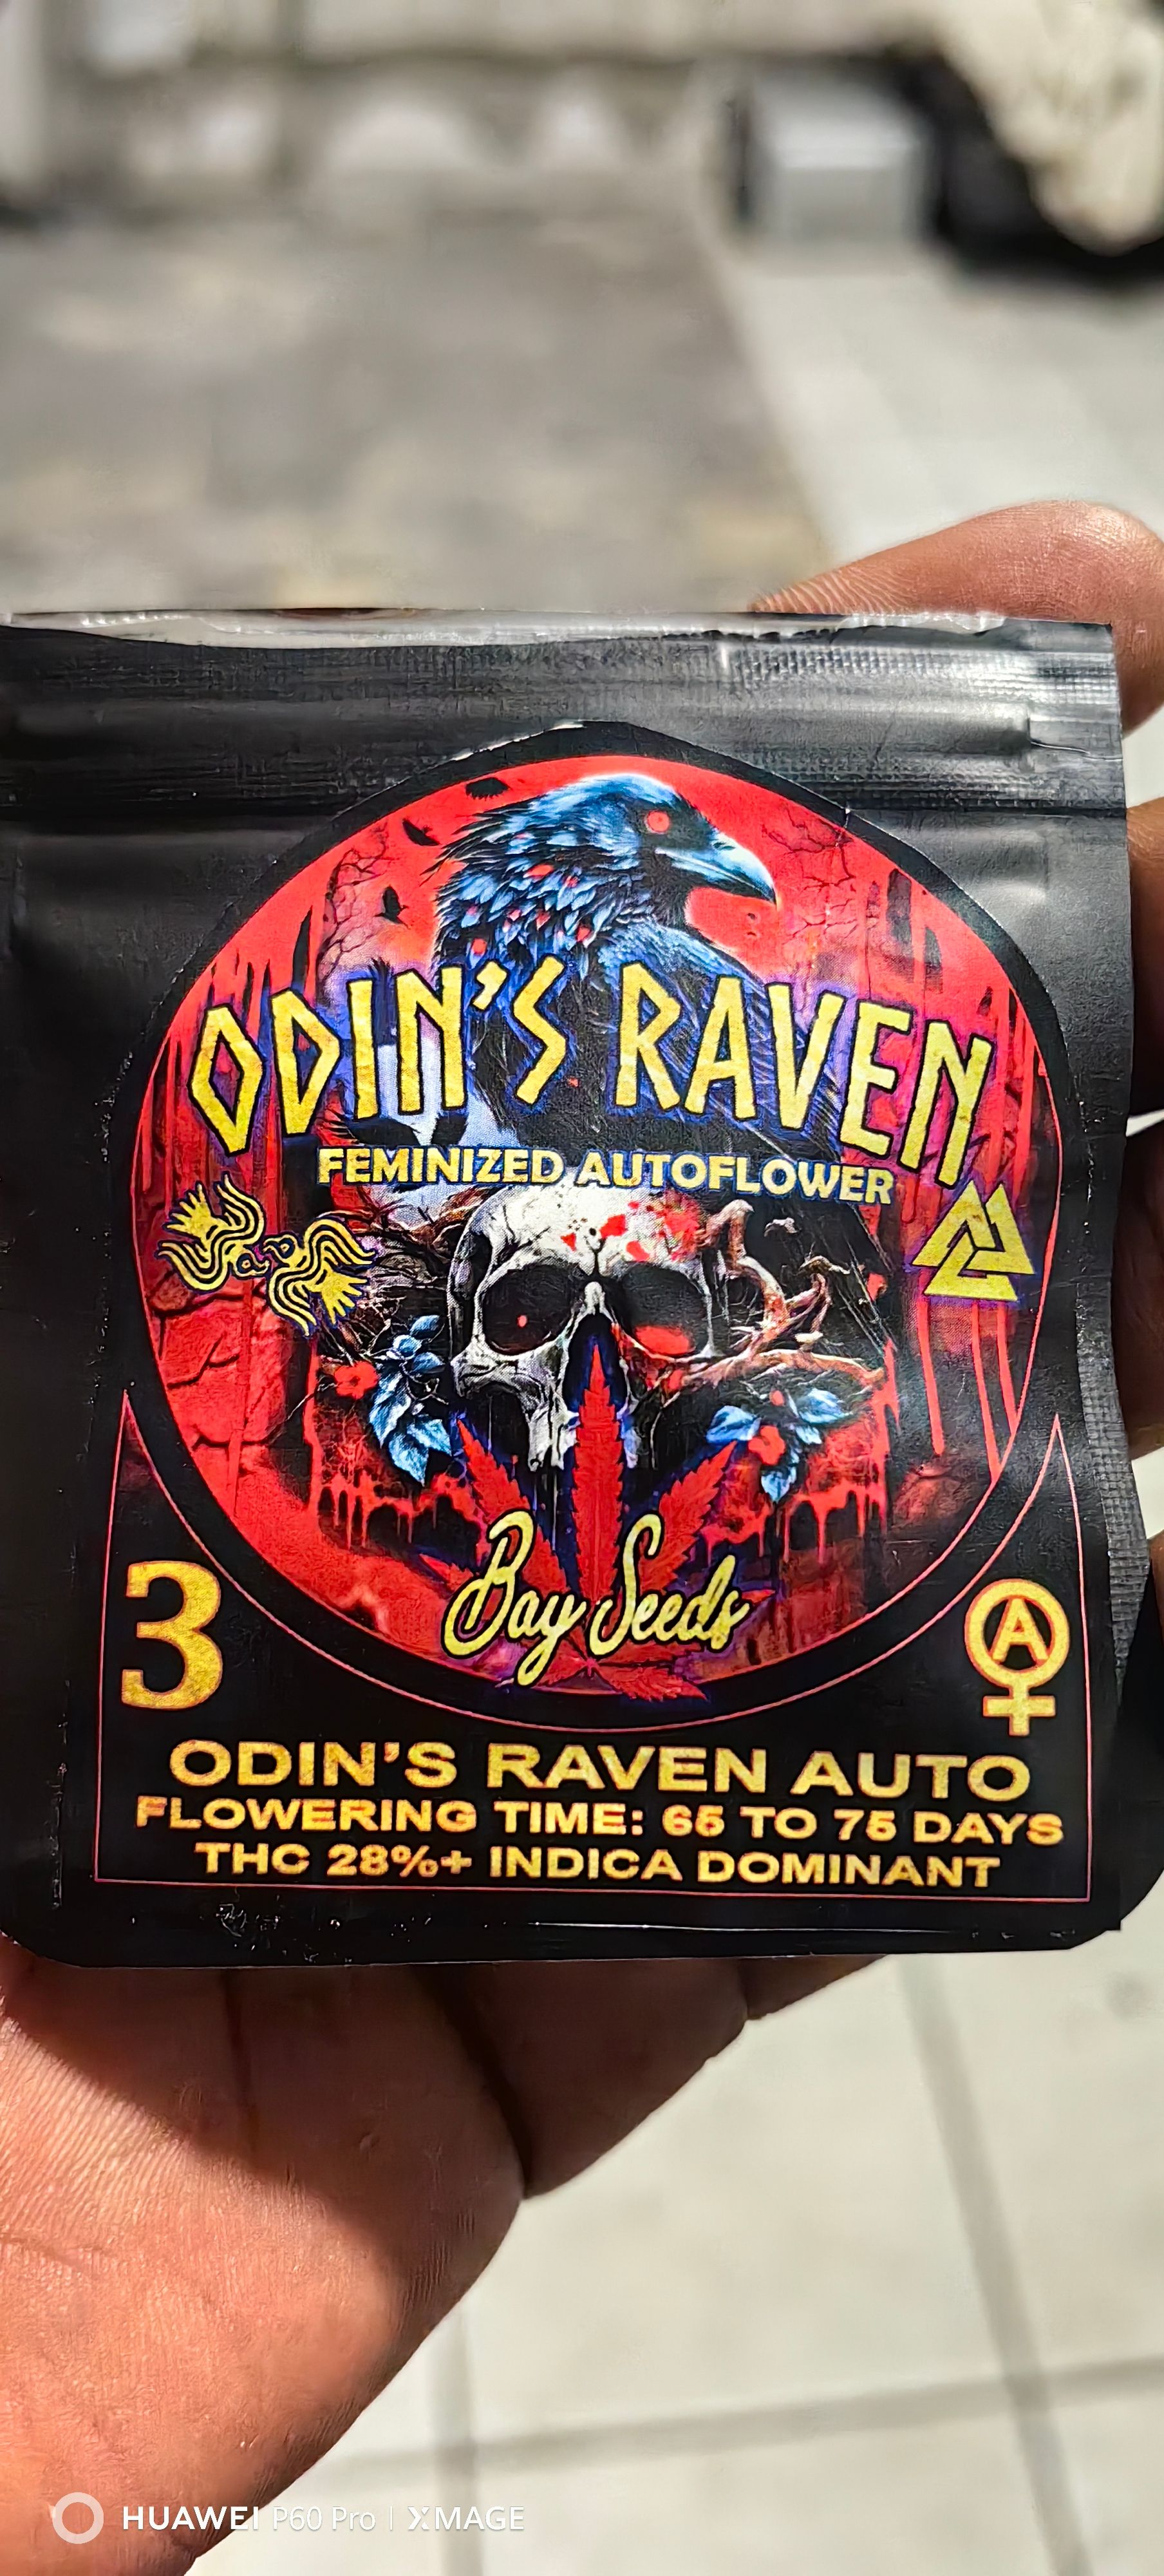 ODIN'S RAVEN
FEMINIZED AUTOFLOWER
Bay Seeds
3
A
ODIN'S RAVEN AUTO
FLOWERING TIME: 65 TO 75 DAYS
THC 28%+ INDICA DOMINANT
HUAWEI P60 Pro | XMAGE